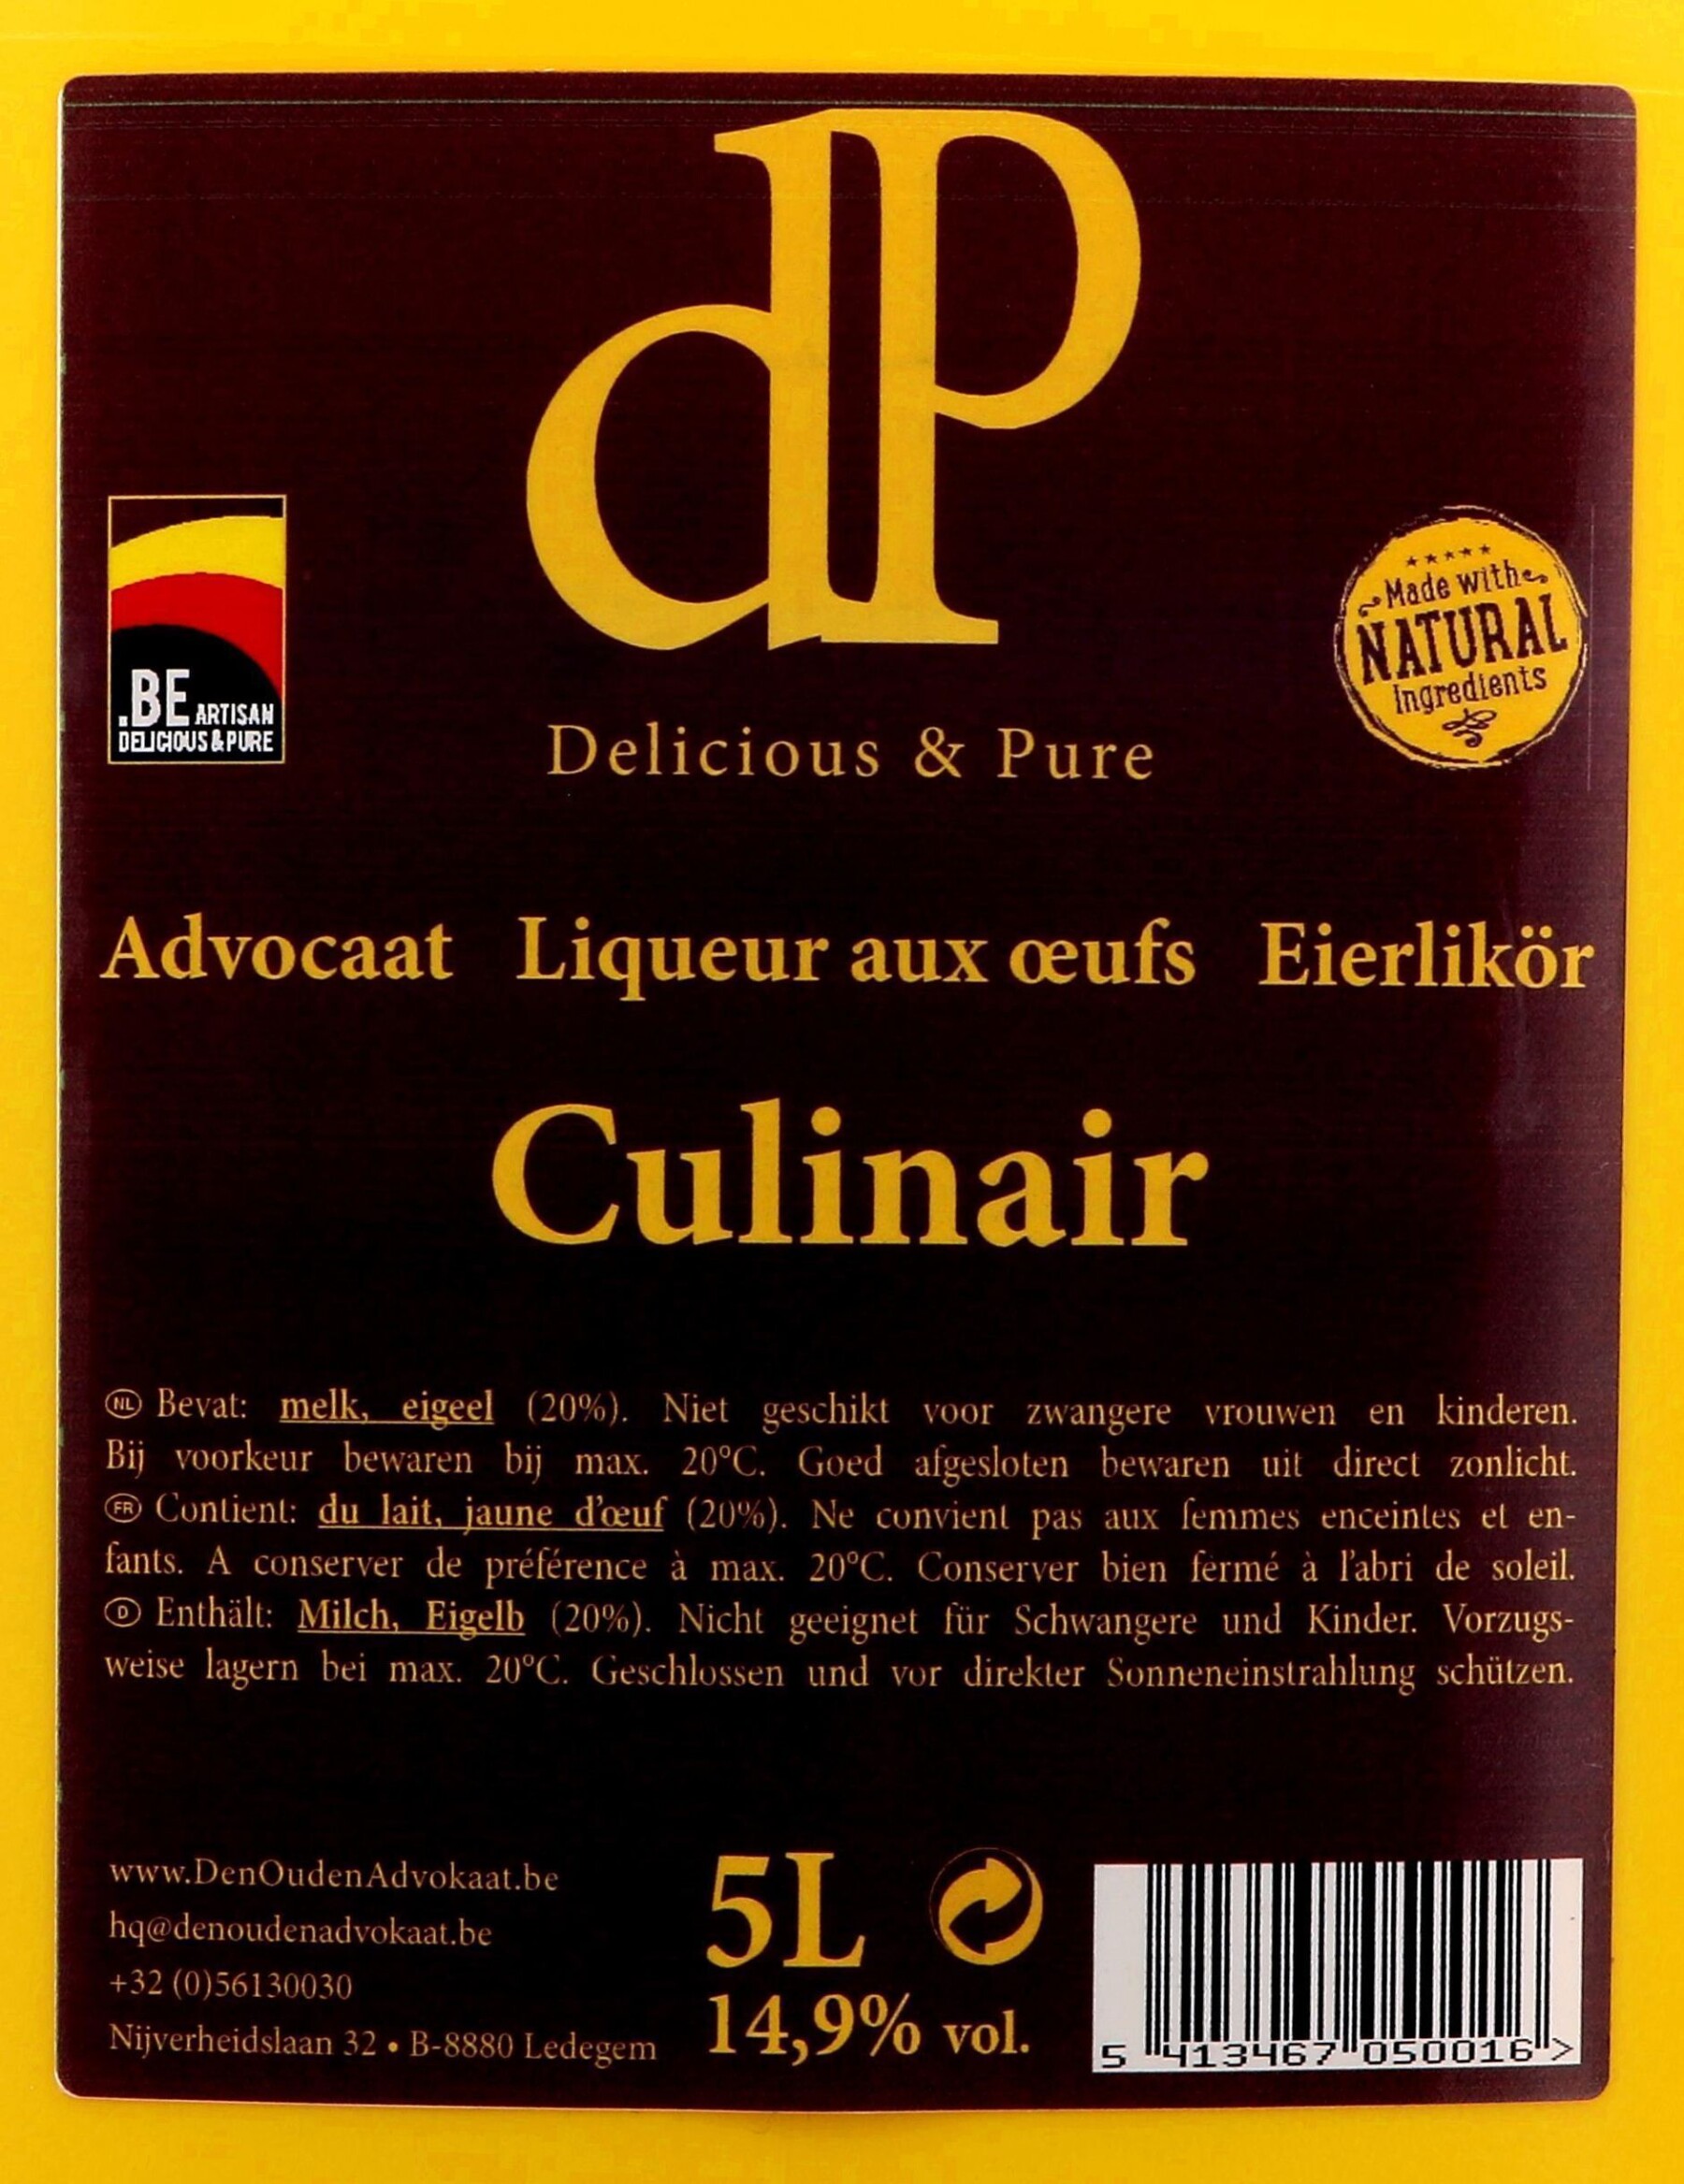 dP
.BE ARTISAN
DELICIOUS & PURE
★★★★★
Made with
NATURAL
Ingredients
Delicious & Pure
Advocaat Liqueur aux œufs Eierlikör
Culinair
NL Bevat: melk, eigeel (20%). Niet geschikt voor zwangere vrouwen en kinderen.
Bij voorkeur bewaren bij max. 20°C. Goed afgesloten bewaren uit direct zonlicht.
FR Contient: du lait, jaune d'œuf (20%). Ne convient pas aux femmes enceintes et en-
fants. A conserver de préférence à max. 20°C. Conserver bien fermé à l'abri de soleil.
D Enthält: Milch, Eigelb (20%). Nicht geeignet für Schwangere und Kinder. Vorzugs-
weise lagern bei max. 20°C. Geschlossen und vor direkter Sonneneinstrahlung schützen.
www.DenOudenAdvokaat.be
hq@denoudenadvokaat.be
+32 (0)56130030
Nijverheidslaan 32 • B-8880 Ledegem
5L
14,9% vol.
5 413467 050016 >